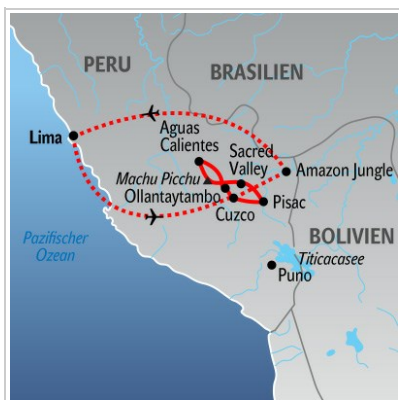 PERU
BRASILIEN
Aguas
Calientes
Lima
Sacred
Valley
Machu Picchu
Amazon Jungle
Ollantaytambo
Pisac
Cuzco
BOLIVIEN
Pazifischer
Ozean
Titicacasee
Puno